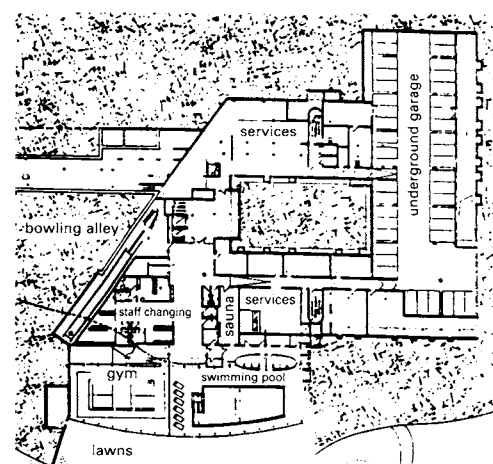 underground garage
services
bowling alley
staff changing
sauna
services
gym
swimming pool
lawns